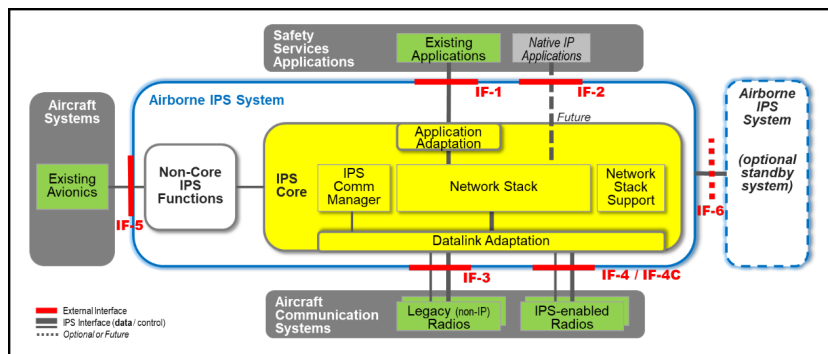 Safety
Services
Applications
Existing
Applications
Native IP
Applications
IF-1
IF-2
Airborne IPS System
Future
Aircraft
Systems
Existing
Avionics
IF-5
Non-Core
IPS
Functions
IPS
Core
Application
Adaptation
IPS
Comm
Manager
Network Stack
Network
Stack
Support
Datalink Adaptation
IF-3
IF-4 / IF-4C
IF-6
Airborne
IPS
System
(optional
standby
system)
Aircraft
Communication
Systems
Legacy (non-IP)
Radios
IPS-enabled
Radios
External Interface
IPS Interface (data / control)
Optional or Future